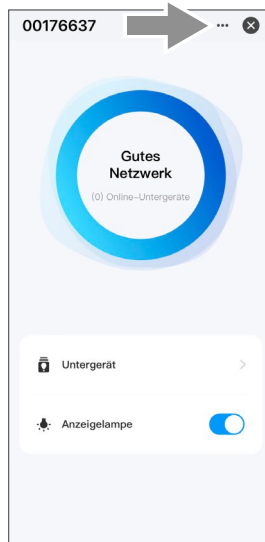 00176637
Gutes
Netzwerk
(0) Online-Untergeräte
Untergerät
Anzeigelampe